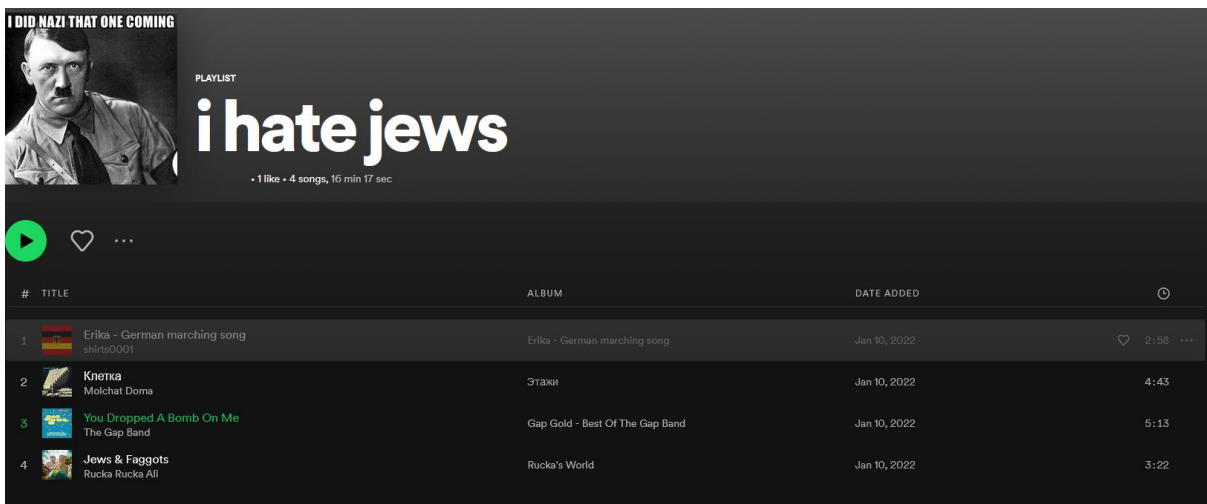 I DID NAZI THAT ONE COMING
PLAYLIST
i hate jews
• 1 like • 4 songs, 16 min 17 sec
# TITLE ALBUM DATE ADDED
1 Erika - German marching song Erika - German marching song Jan 10, 2022 2:58
shirts0001
2 Клетка Этажи Jan 10, 2022 4:43
Molchat Doma
3 You Dropped A Bomb On Me Gap Gold - Best Of The Gap Band Jan 10, 2022 5:13
The Gap Band
4 Jews & Faggots Rucka's World Jan 10, 2022 3:22
Rucka Rucka Ali